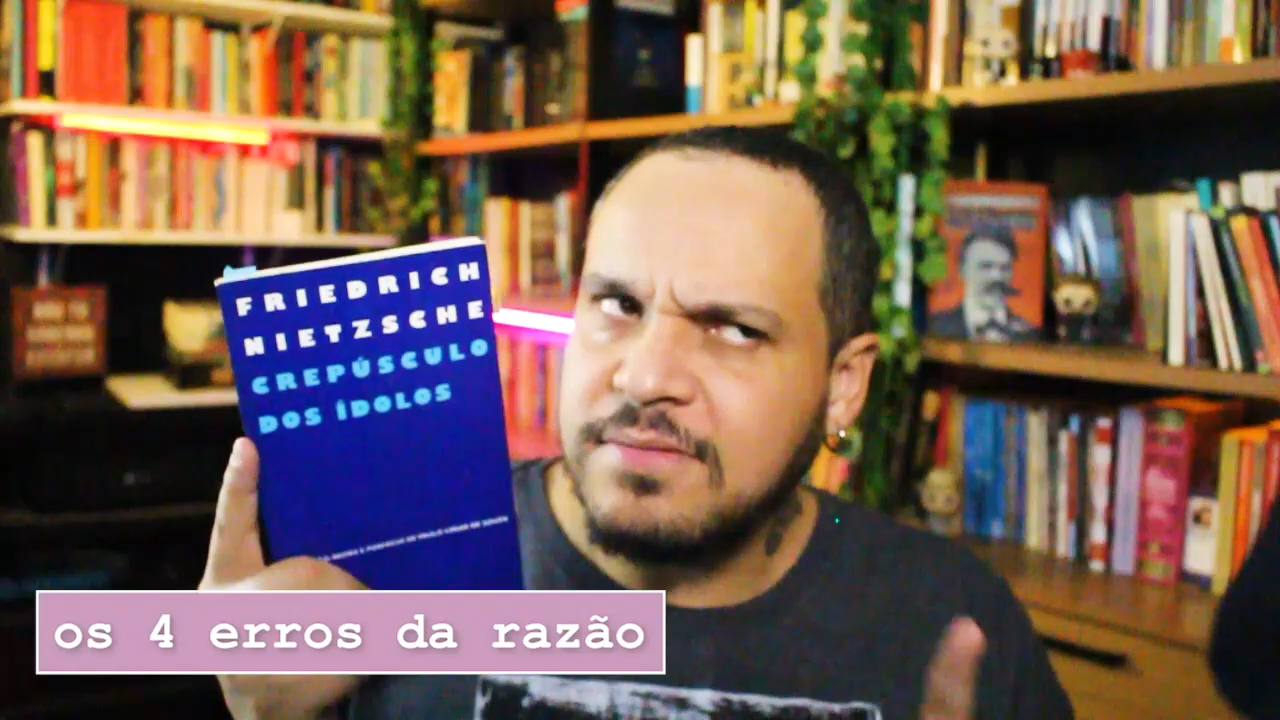 FRIEDRICH
NIETZSCHE
CREPÚSCULO
DOS ÍDOLOS
os 4 erros da razão